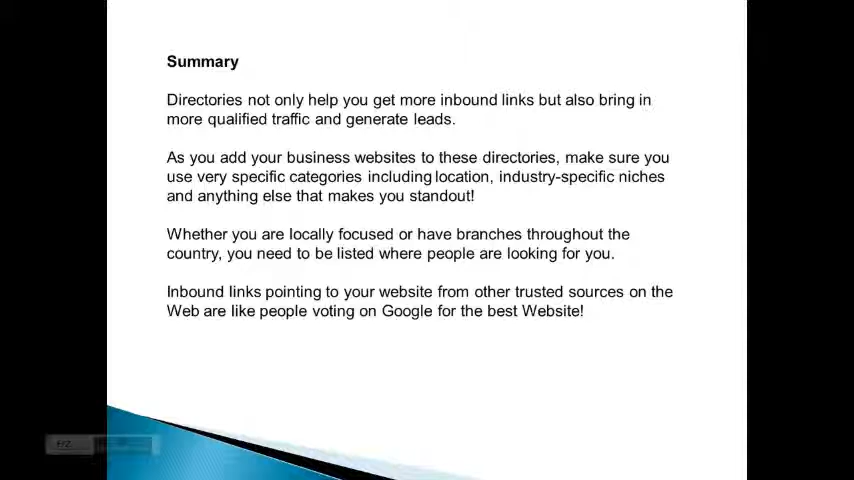 Summary
Directories not only help you get more inbound links but also bring in
more qualified traffic and generate leads.
As you add your business websites to these directories, make sure you
use very specific categories including location, industry-specific niches
and anything else that makes you standout!
Whether you are locally focused or have branches throughout the
country, you need to be listed where people are looking for you.
Inbound links pointing to your website from other trusted sources on the
Web are like people voting on Google for the best Website!